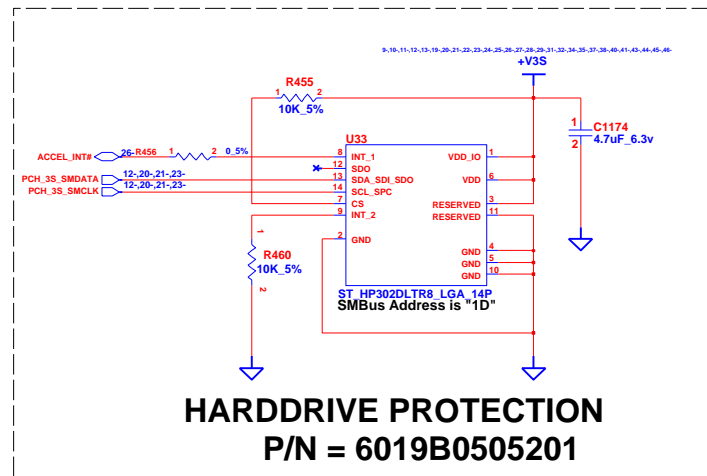 9-,10-,11-,12-,13-,19-,20-,21-,22-,23-,24-,25-,26-,27-,28-,29-,31-,32-,34-,35-,37-,38-,40-,41-,43-,44-,45-,46-
+V3S
R455
1 2
10K_5%
1 C1174
4.7uF_6.3v
2
U33
ACCEL_INT# 26- R456 1 2 0_5% 8 INT_1 VDD_IO 1
12 SDO
PCH_3S_SMDATA 12-,20-,21-,23- 13 SDA_SDI_SDO VDD 6
PCH_3S_SMCLK 12-,20-,21-,23- 14 SCL_SPC
7 CS RESERVED 3
9 INT_2 RESERVED 11
1
2 GND
R460
10K_5%
2
GND 4
GND 5
GND 10
ST_HP302DLTR8_LGA_14P
SMBus Address is "1D"
HARDDRIVE PROTECTION
P/N = 6019B0505201